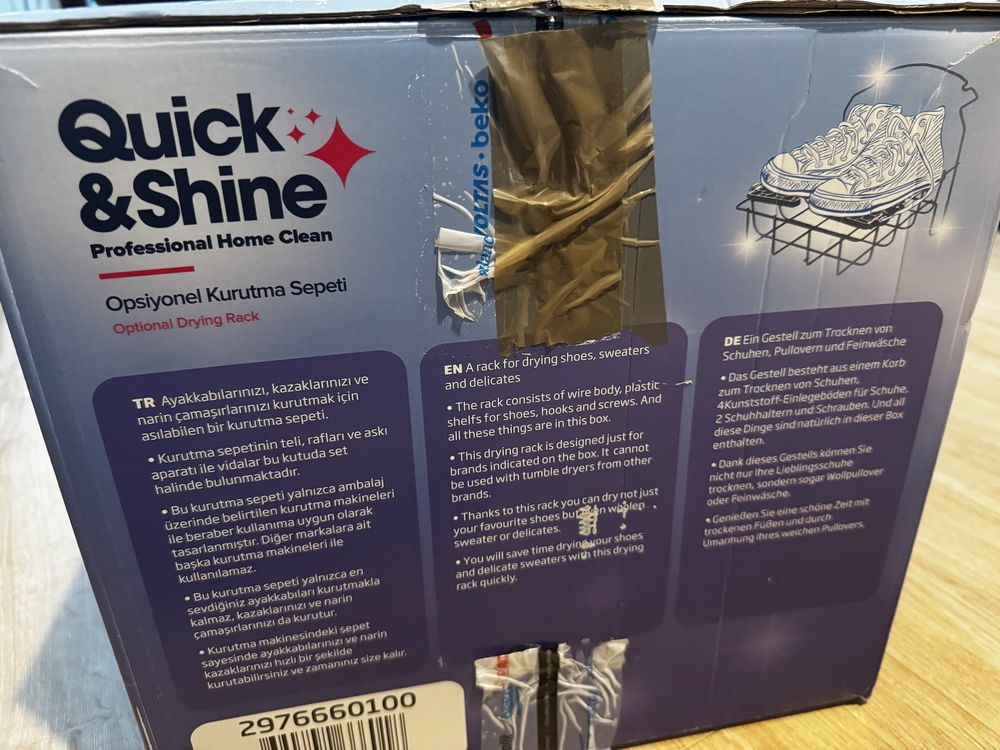 Quick
&Shine
Professional Home Clean
Opsiyonel Kurutma Sepeti
Optional Drying Rack
VOLTAS · beko
TR Ayakkabılarınızı, kazaklarınızı ve
narin çamaşırlarınızı kurutmak için
asılabilen bir kurutma sepeti.
• Kurutma sepetinin teli, rafları ve askı
aparatı ile vidalar bu kutuda set
halinde bulunmaktadır.
• Bu kurutma sepeti yalnızca ambalaj
üzerinde belirtilen kurutma makineleri
ile beraber kullanıma uygun olarak
tasarlanmıştır. Diğer markalara ait
başka kurutma makineleri ile
kullanılamaz.
• Bu kurutma sepeti yalnızca en
sevdiğiniz ayakkabıları kurutmakla
kalmaz, kazaklarınızı ve narin
çamaşırlarınızı da kurutur.
• Kurutma makinesindeki sepet
sayesinde ayakkabılarınızı ve narin
kazaklarınızı hızlı bir şekilde
kurutabilirsiniz ve zamanınız size kalır.
EN A rack for drying shoes, sweaters
and delicates
• The rack consists of wire body, plastic
shelfs for shoes, hooks and screws. And
all these things are in this box.
• This drying rack is designed just for
brands indicated on the box. It cannot
be used with tumble dryers from other
brands.
• Thanks to this rack you can dry not just
your favourite shoes but even woolen
sweater or delicates.
• You will save time drying your shoes
and delicate sweaters with this drying
rack quickly.
DE Ein Gestell zum Trocknen von
Schuhen, Pullovern und Feinwäsche
• Das Gestell besteht aus einem Korb
zum Trocknen von Schuhen,
4Kunststoff-Einlegeböden für Schuhe,
2 Schuhhaltern und Schrauben. Und all
diese Dinge sind natürlich in dieser Box
enthalten.
• Dank dieses Gestells können Sie
nicht nur Ihre Lieblingsschuhe
trocknen, sondern sogar Wollpullover
oder Feinwäsche.
• Genießen Sie eine schöne Zeit mit
trockenen Füßen und durch
Umarmung Ihres weichen Pullovers.
2976660100